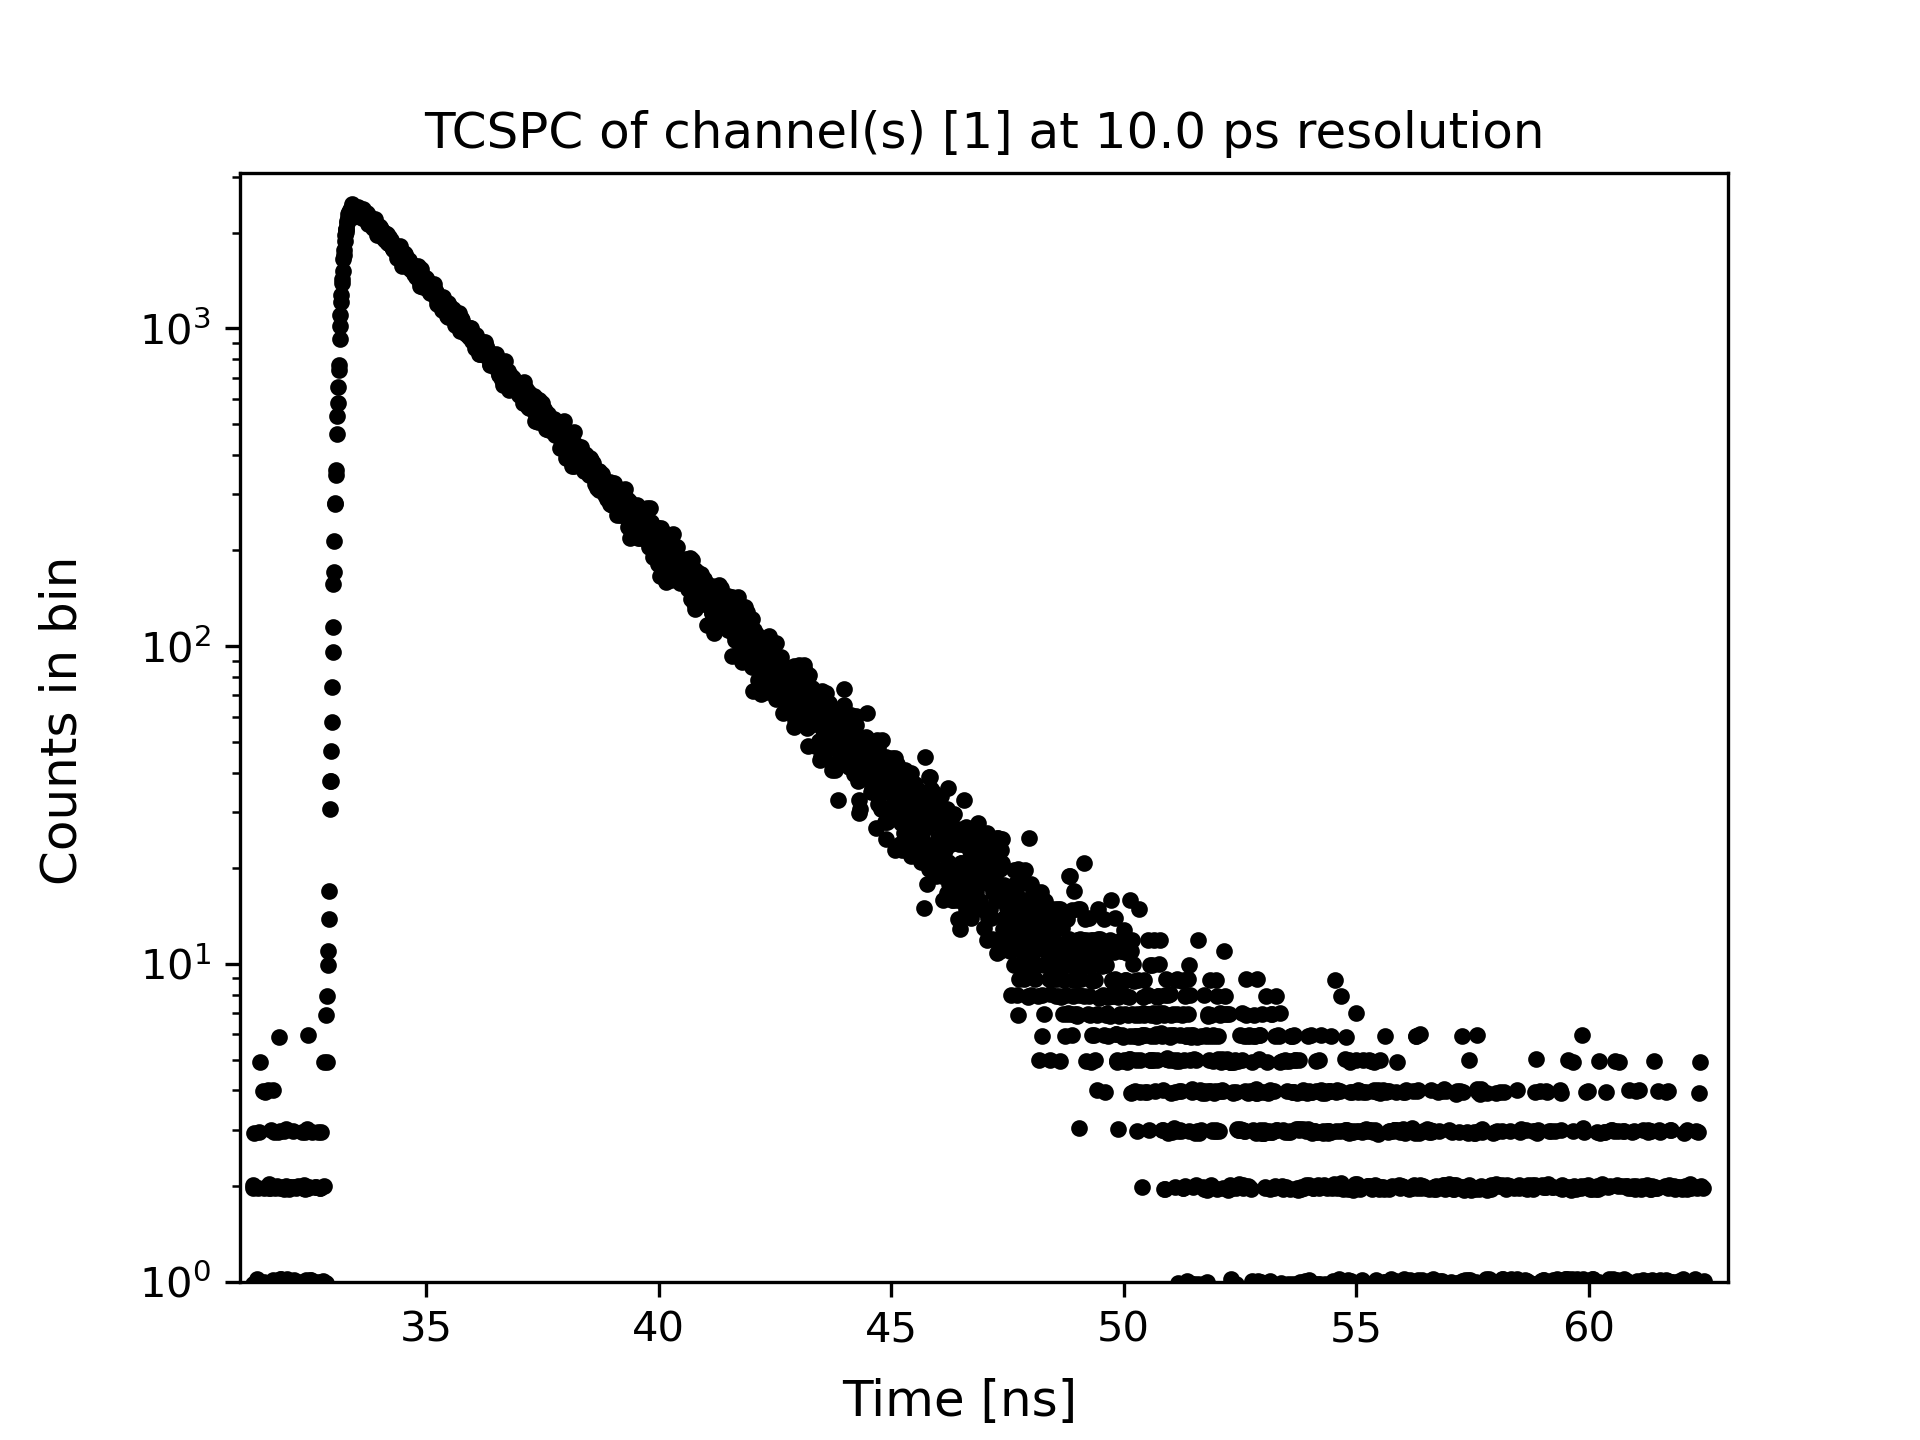 TCSPC of channel(s) [1] at 10.0 ps resolution
Counts in bin
10³
10²
10¹
10⁰
35 40 45 50 55 60
Time [ns]